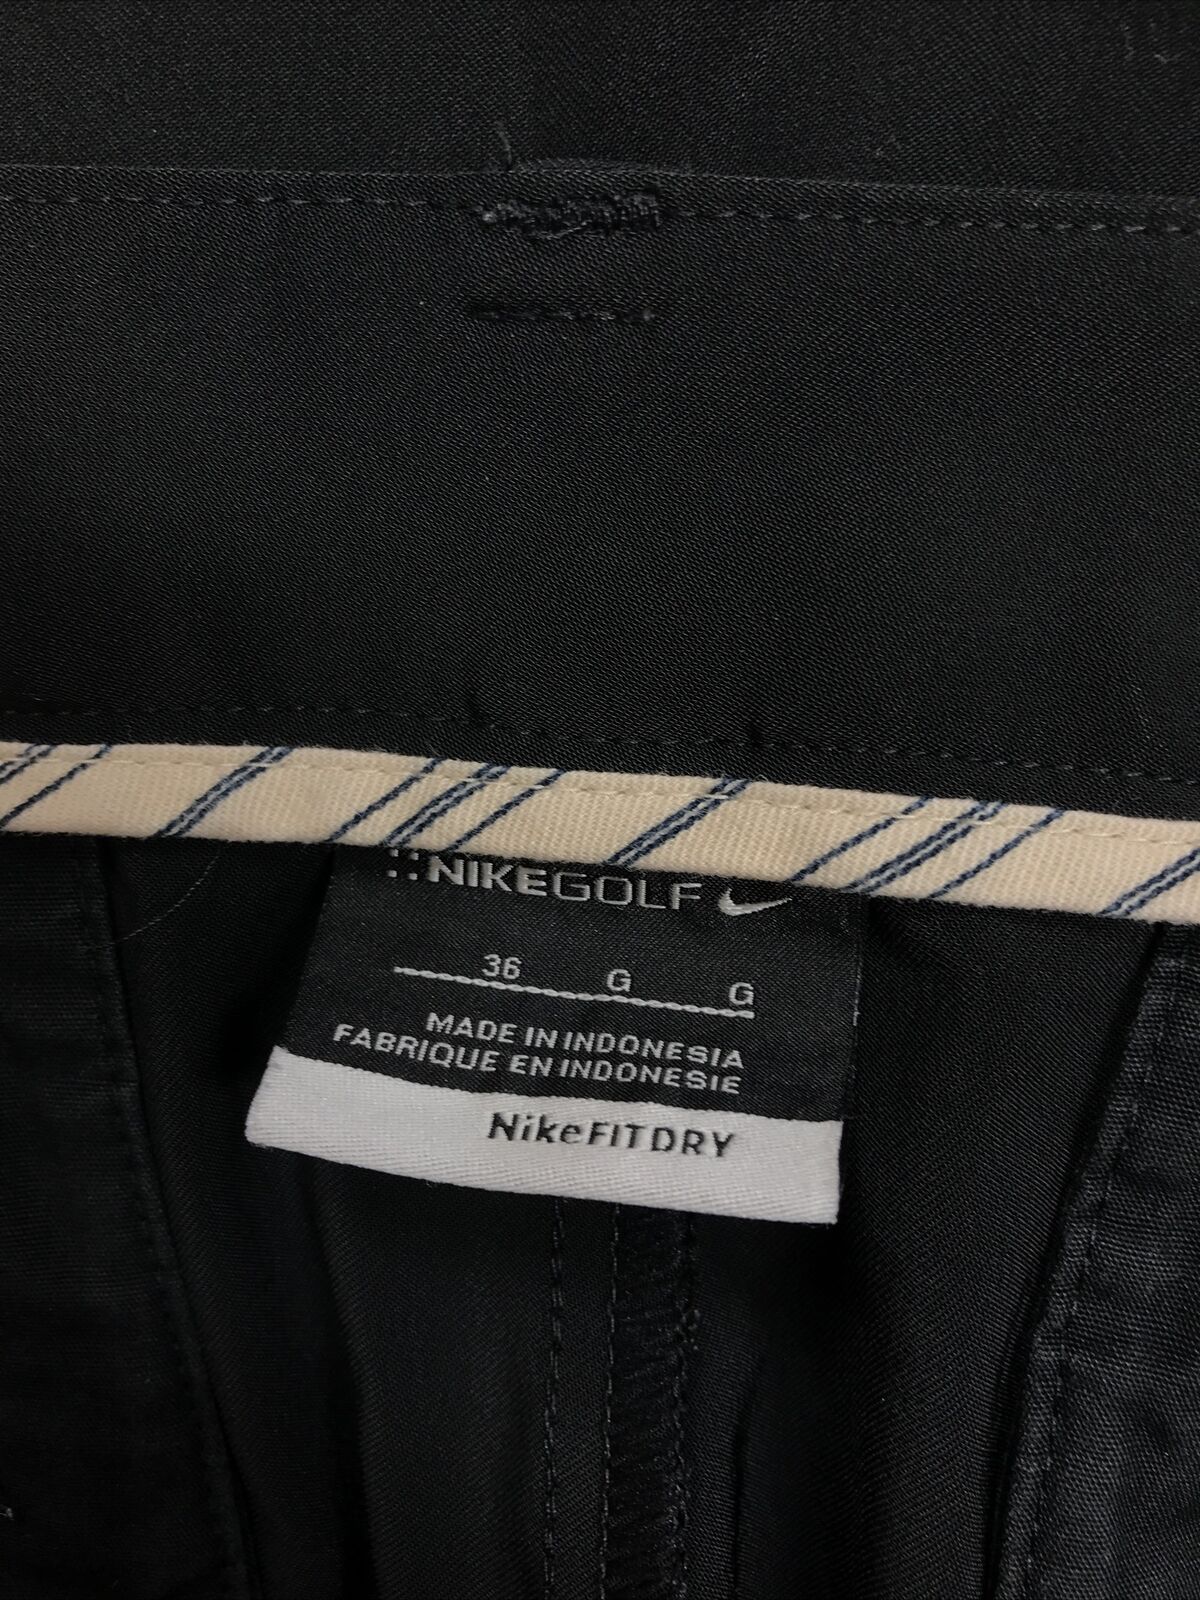 NIKEGOLF
36 G G
MADE IN INDONESIA
FABRIQUE EN INDONESIE
NikeFITDRY